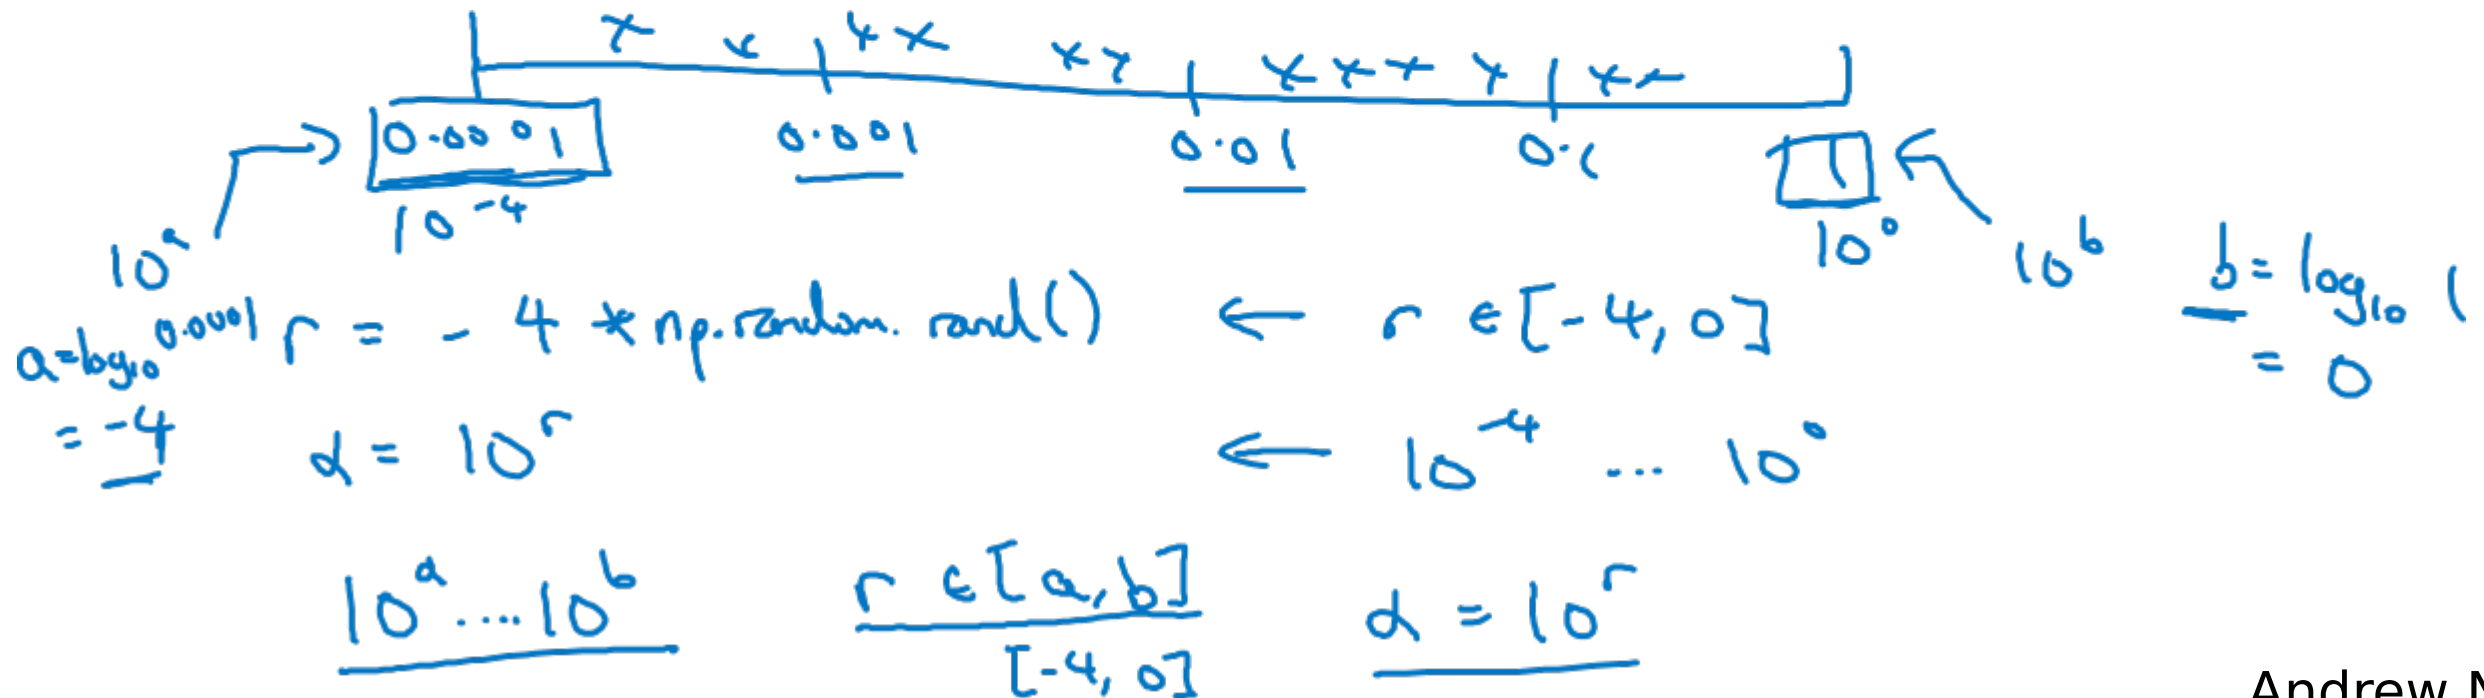 0.0001 0.001 0.01 0.1 1
10^-4 10^0
10^a 10^b b = log10 1
a = log10 0.0001 r = -4 * np.random.rand() ← r ∈ [-4, 0] = 0
= -4 α = 10^r ← 10^-4 ... 10^0
10^a ... 10^b r ∈ [a, b] α = 10^r
[-4, 0]
Andrew